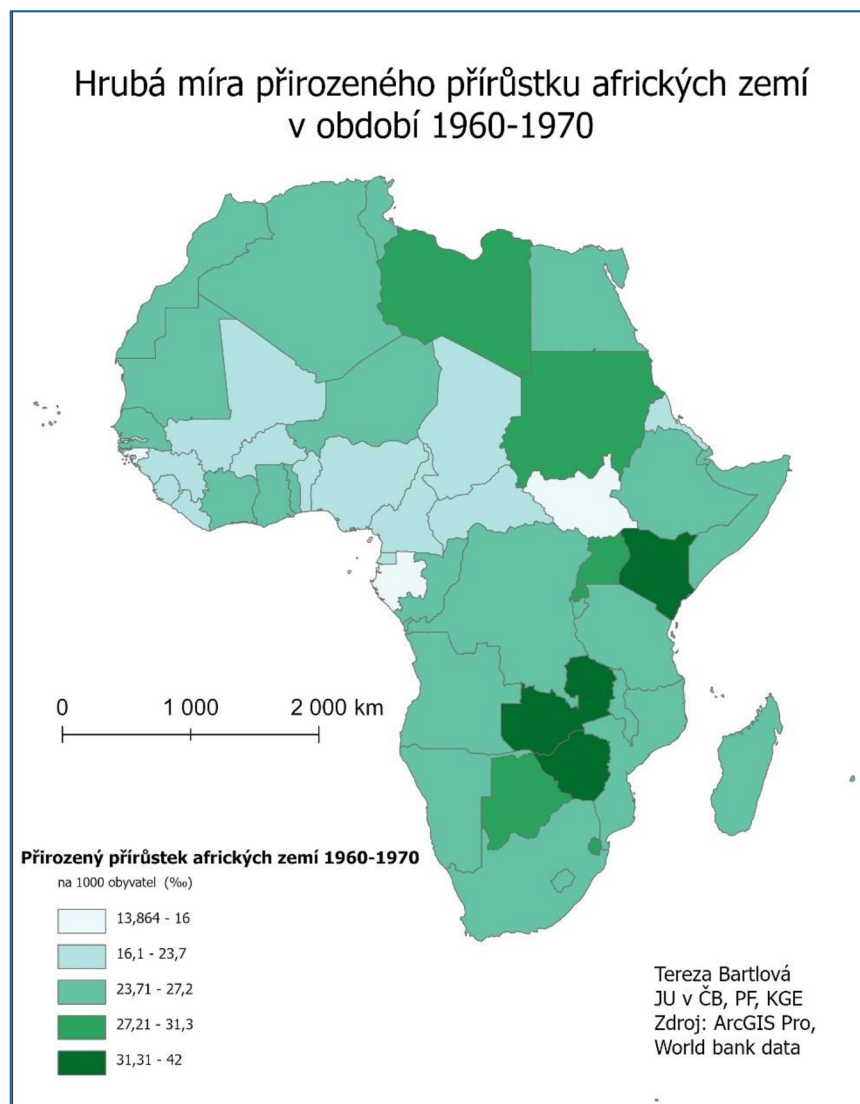 Hrubá míra přirozeného přírůstku afrických zemí
v období 1960-1970
0 1 000 2 000 km
Přirozený přírůstek afrických zemí 1960-1970
na 1000 obyvatel (‰)
13,864 - 16
16,1 - 23,7
23,71 - 27,2
27,21 - 31,3
31,31 - 42
Tereza Bartlová
JU v ČB, PF, KGE
Zdroj: ArcGIS Pro,
World bank data